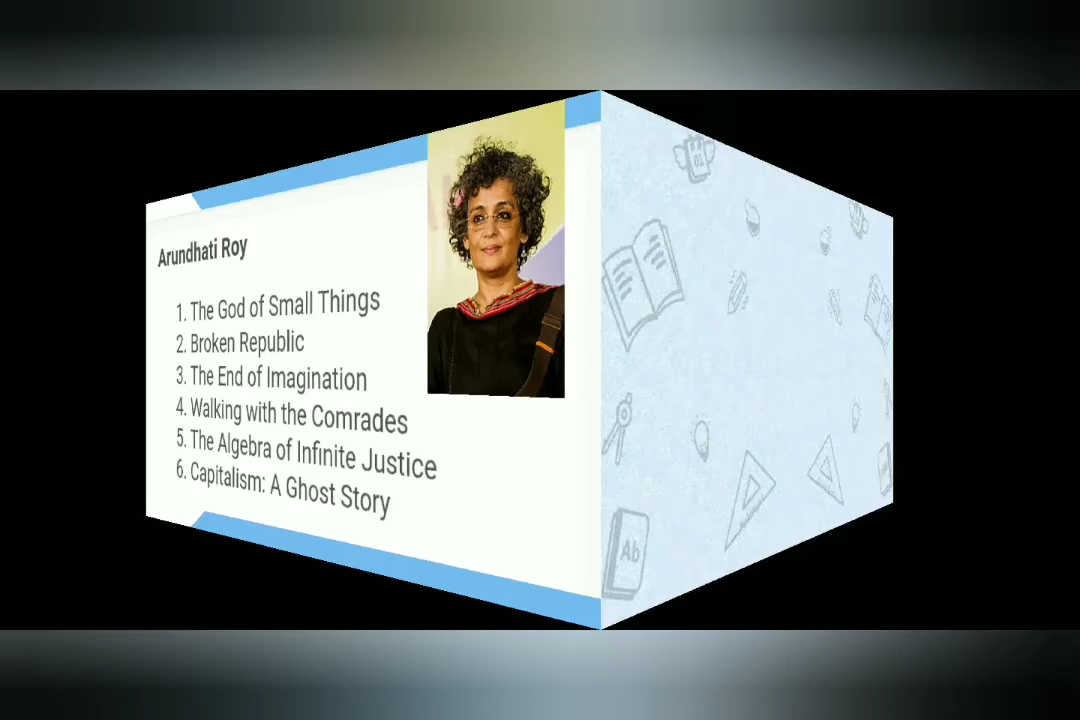 Arundhati Roy
1. The God of Small Things
2. Broken Republic
3. The End of Imagination
4. Walking with the Comrades
5. The Algebra of Infinite Justice
6. Capitalism: A Ghost Story
Ab